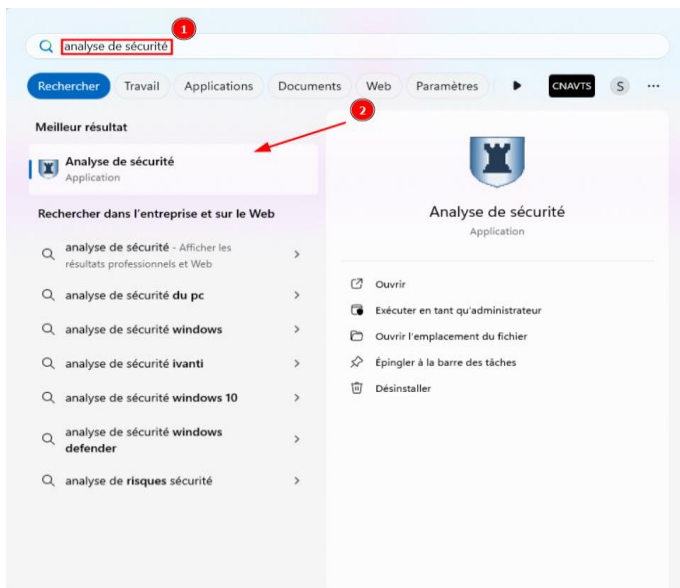 1
analyse de sécurité
Rechercher Travail Applications Documents Web Paramètres CNAVTS S ...
2
Meilleur résultat
Analyse de sécurité
Application
Rechercher dans l'entreprise et sur le Web
analyse de sécurité - Afficher les
résultats professionnels et Web
analyse de sécurité du pc
analyse de sécurité windows
analyse de sécurité ivanti
analyse de sécurité windows 10
analyse de sécurité windows
defender
analyse de risques sécurité
Analyse de sécurité
Application
Ouvrir
Exécuter en tant qu'administrateur
Ouvrir l'emplacement du fichier
Épingler à la barre des tâches
Désinstaller